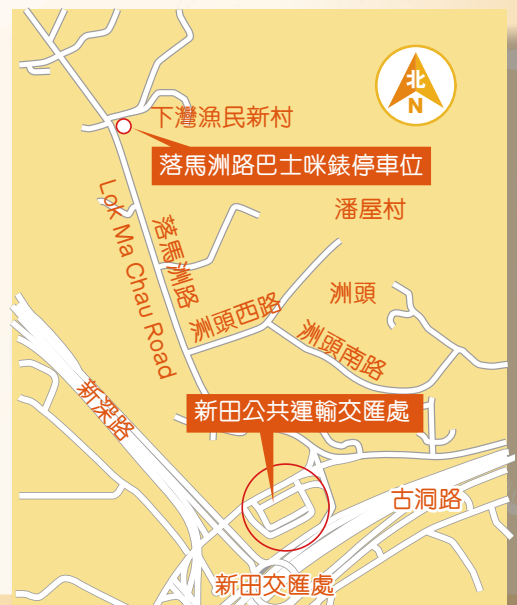 北
N
下灣漁民新村
落馬洲路巴士咪錶停車位
潘屋村
Lok Ma Chau Road
落馬洲路
洲頭
洲頭西路
洲頭南路
新深路
新田公共運輸交匯處
古洞路
新田交匯處